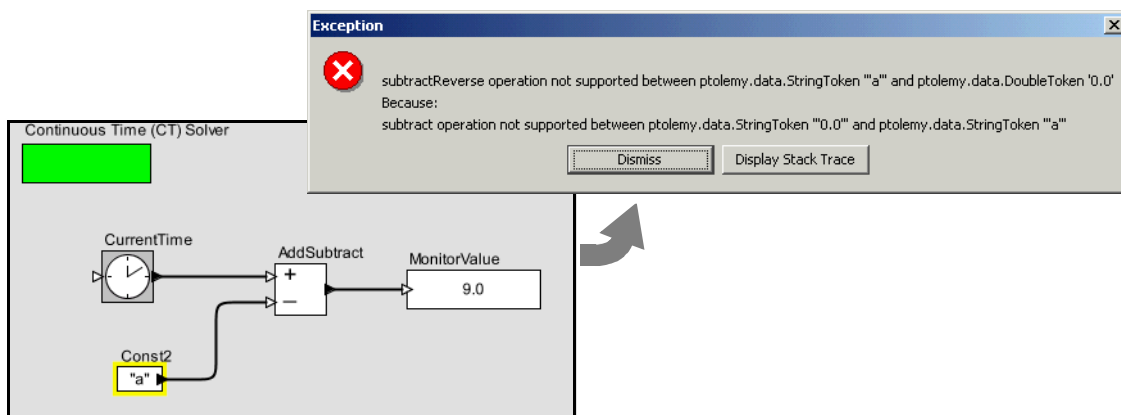 Exception
subtractReverse operation not supported between ptolemy.data.StringToken '"a"' and ptolemy.data.DoubleToken '0.0'
Because:
subtract operation not supported between ptolemy.data.StringToken '"0.0"' and ptolemy.data.StringToken '"a"'
Dismiss
Display Stack Trace
Continuous Time (CT) Solver
CurrentTime
AddSubtract
+
−
MonitorValue
9.0
Const2
"a"